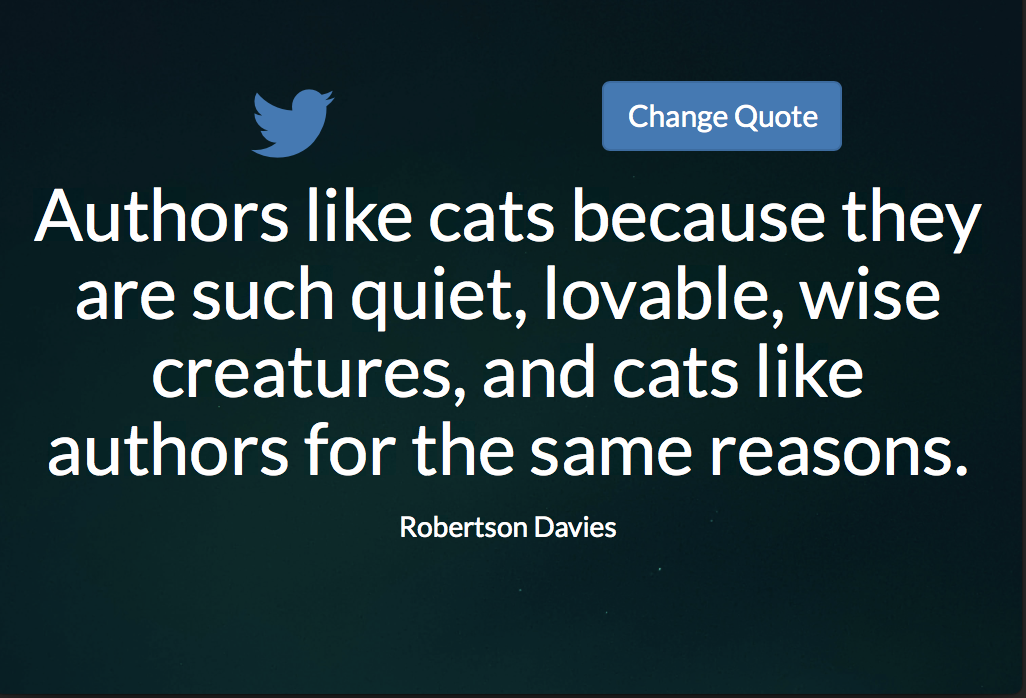 Change Quote
Authors like cats because they
are such quiet, lovable, wise
creatures, and cats like
authors for the same reasons.
Robertson Davies